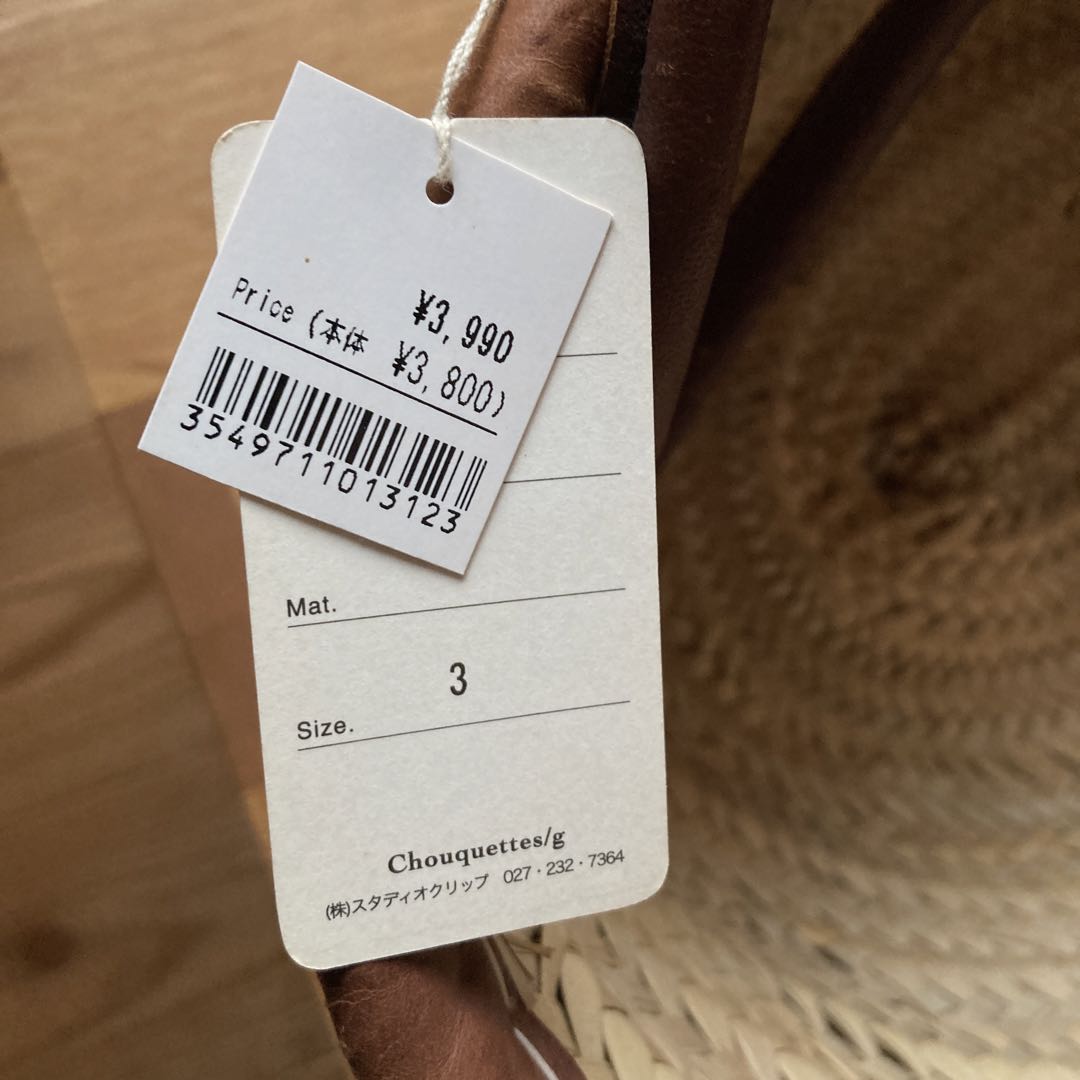 ¥3,990
Price (本体 ¥3,800)
3549711013123
Mat.
3
Size.
Chouquettes/g
(株)スタディオクリップ 027・232・7364